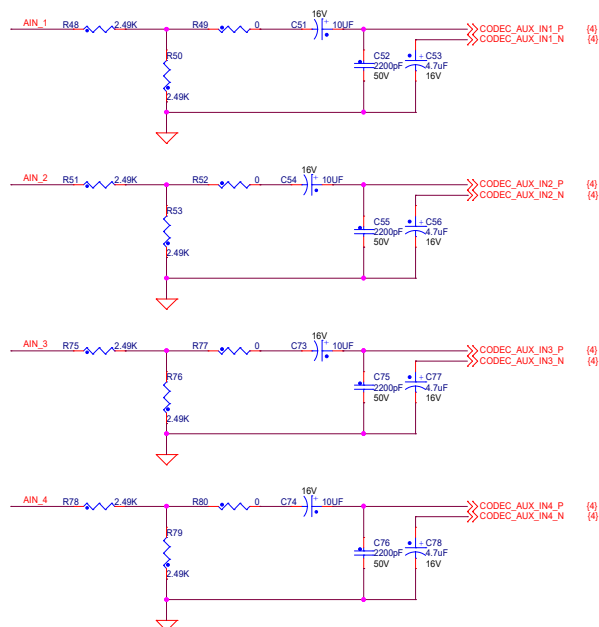 16V
AIN_1 R48 2.49K R49 0 C51 + 10UF CODEC_AUX_IN1_P {4}
CODEC_AUX_IN1_N {4}
R50 C52 + C53
2200pF 4.7uF
50V 16V
2.49K
16V
AIN_2 R51 2.49K R52 0 C54 + 10UF CODEC_AUX_IN2_P {4}
CODEC_AUX_IN2_N {4}
R53 C55 + C56
2200pF 4.7uF
50V 16V
2.49K
16V
AIN_3 R75 2.49K R77 0 C73 + 10UF CODEC_AUX_IN3_P {4}
CODEC_AUX_IN3_N {4}
R76 C75 + C77
2200pF 4.7uF
50V 16V
2.49K
16V
AIN_4 R78 2.49K R80 0 C74 + 10UF CODEC_AUX_IN4_P {4}
CODEC_AUX_IN4_N {4}
R79 C76 + C78
2200pF 4.7uF
50V 16V
2.49K